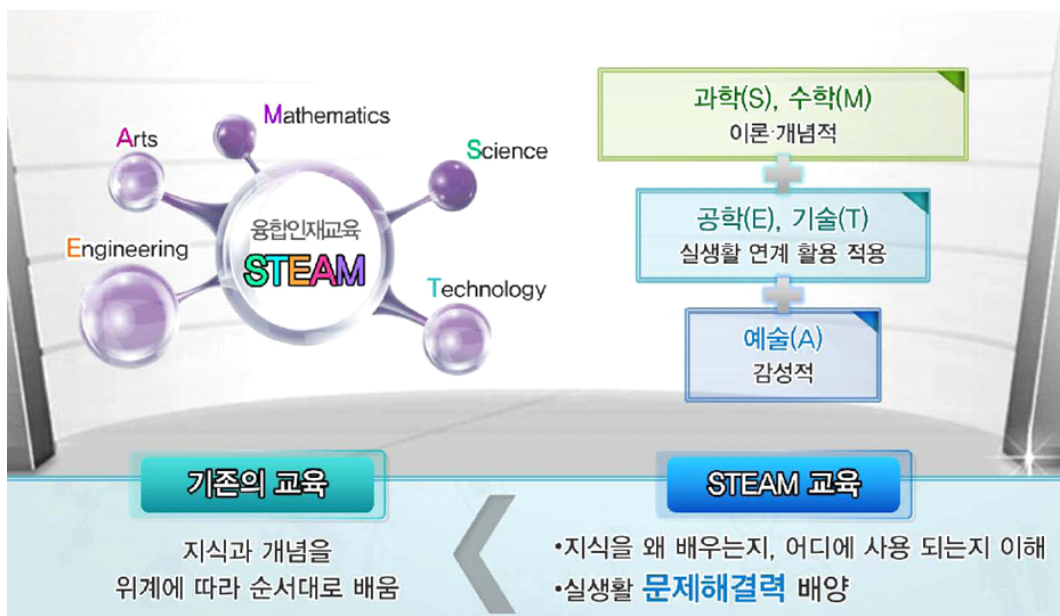 Mathematics
Arts
Science
융합인재교육
STEAM
Engineering
Technology
과학(S), 수학(M)
이론·개념적
공학(E), 기술(T)
실생활 연계 활용 적용
예술(A)
감성적
기존의 교육
지식과 개념을
위계에 따라 순서대로 배움
STEAM 교육
•지식을 왜 배우는지, 어디에 사용 되는지 이해
•실생활 문제해결력 배양